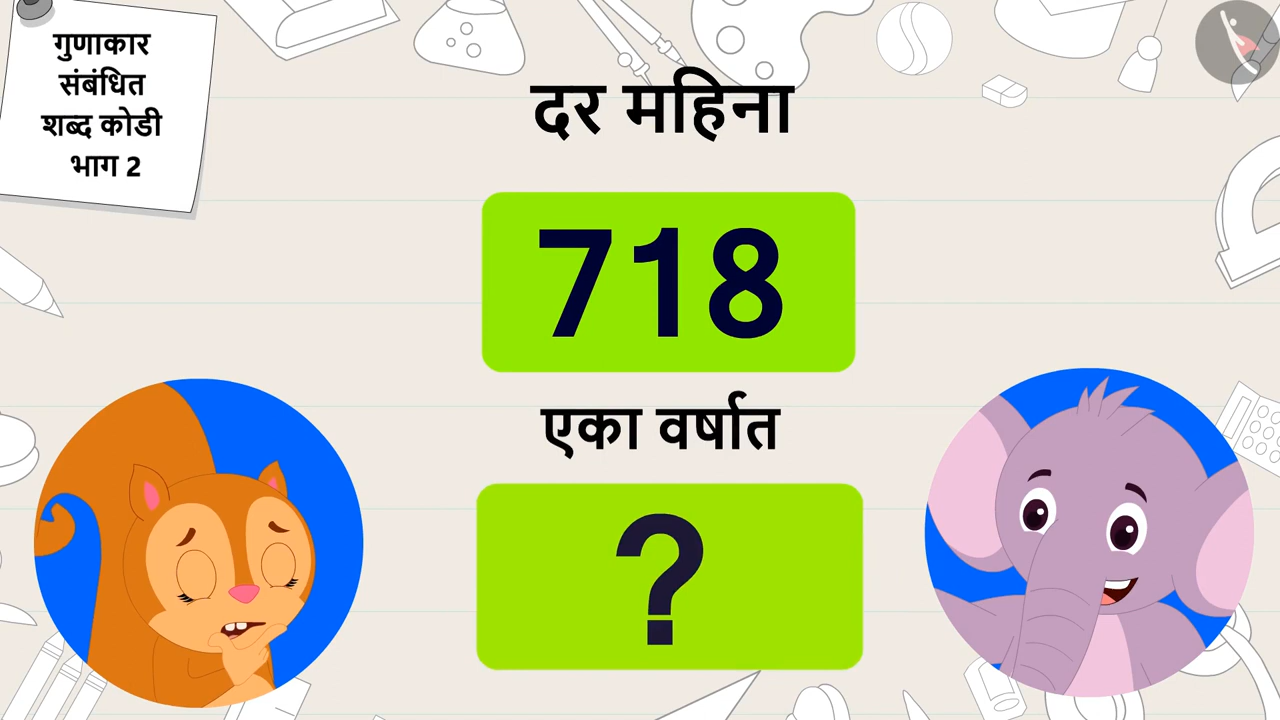 गुणाकार
संबंधित
शब्द कोडी
भाग 2
दर महिना
718
एका वर्षात
?